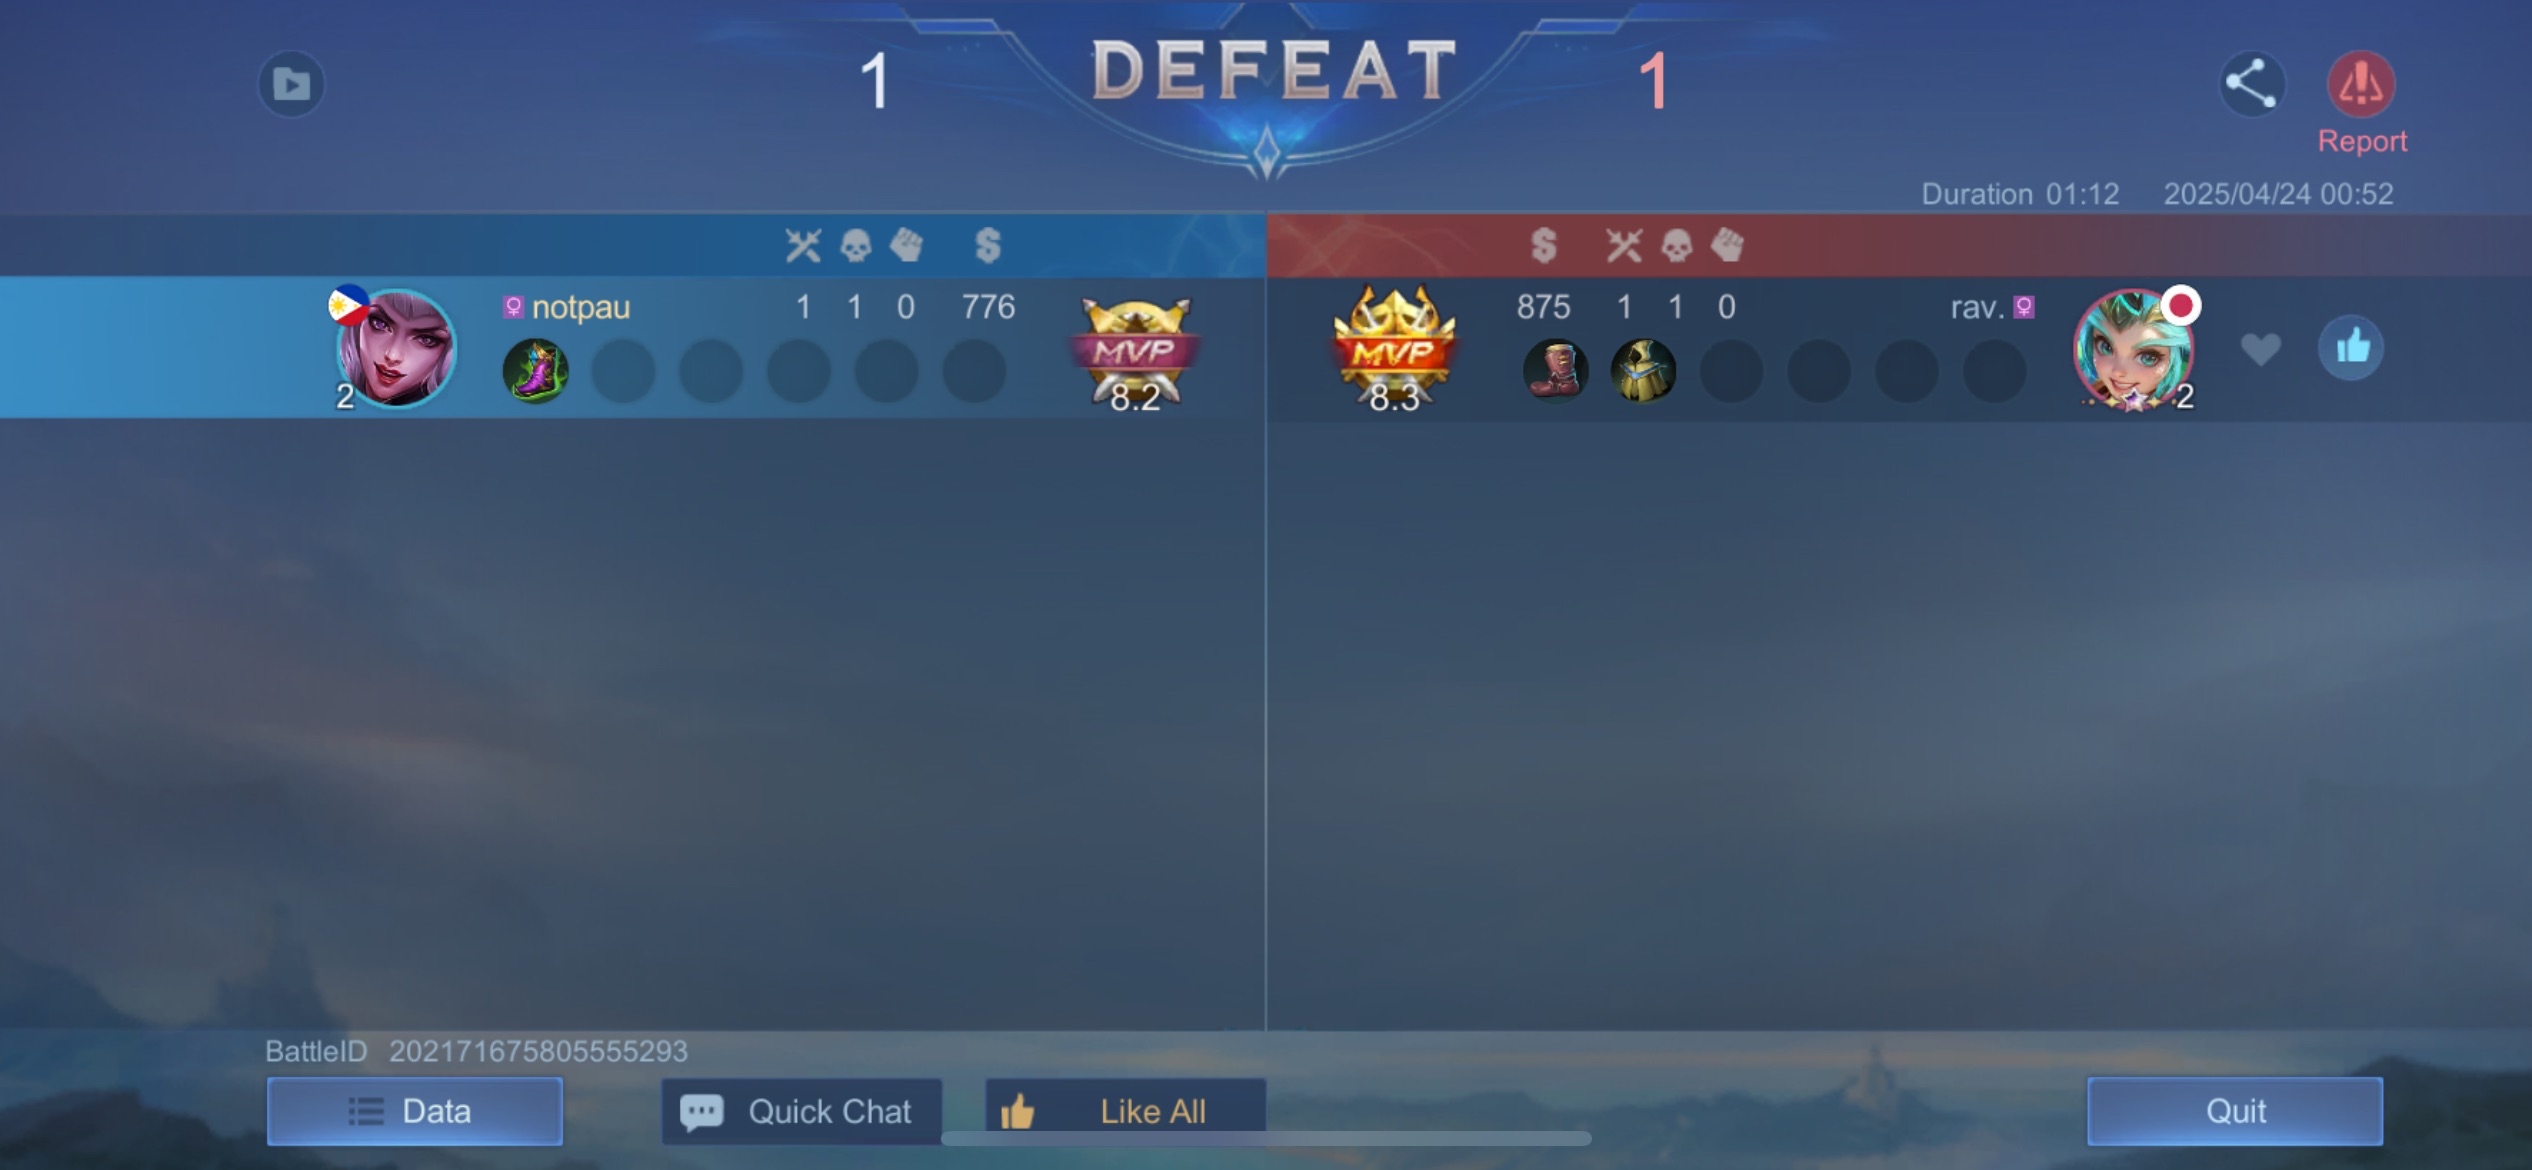 1 DEFEAT 1
Report
Duration 01:12 2025/04/24 00:52
notpau 1 1 0 776 MVP 8.2
2
MVP 8.3 875 1 1 0 rav.
2
BattleID 202171675805555293
Data Quick Chat Like All Quit